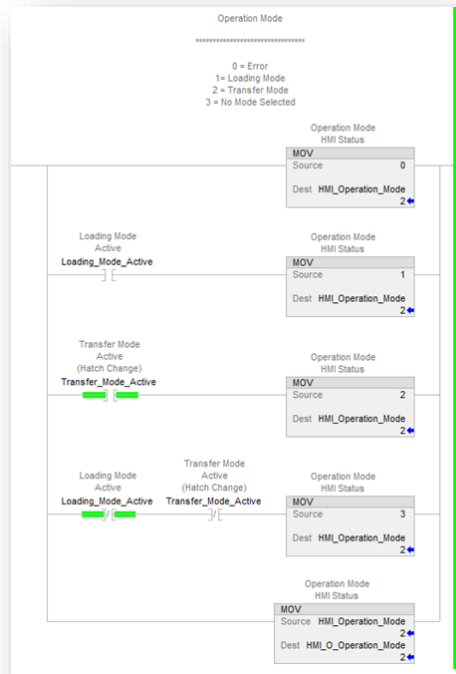 Operation Mode
********************************
0 = Error
1= Loading Mode
2 = Transfer Mode
3 = No Mode Selected
Operation Mode
HMI Status
MOV
Source 0
Dest HMI_Operation_Mode
2
Loading Mode
Active
Loading_Mode_Active
Operation Mode
HMI Status
MOV
Source 1
Dest HMI_Operation_Mode
2
Transfer Mode
Active
(Hatch Change)
Transfer_Mode_Active
Operation Mode
HMI Status
MOV
Source 2
Dest HMI_Operation_Mode
2
Loading Mode
Active
Loading_Mode_Active
Transfer Mode
Active
(Hatch Change)
Transfer_Mode_Active
Operation Mode
HMI Status
MOV
Source 3
Dest HMI_Operation_Mode
2
Operation Mode
HMI Status
MOV
Source HMI_Operation_Mode
2
Dest HMI_O_Operation_Mode
2